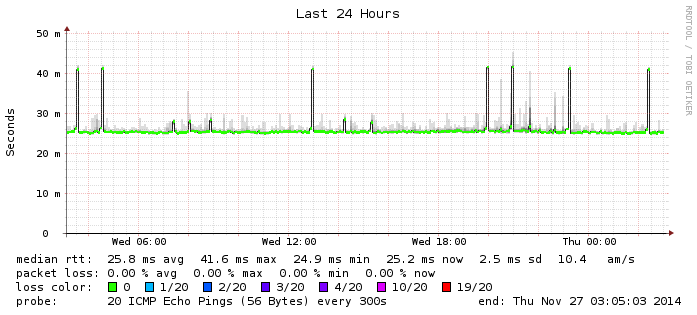 Last 24 Hours
RRDTOOL / TOBI OETIKER
Seconds
50 m
40 m
30 m
20 m
10 m
0
Wed 06:00 Wed 12:00 Wed 18:00 Thu 00:00
median rtt: 25.8 ms avg 41.6 ms max 24.9 ms min 25.2 ms now 2.5 ms sd 10.4 am/s
packet loss: 0.00 % avg 0.00 % max 0.00 % min 0.00 % now
loss color: 0 1/20 2/20 3/20 4/20 10/20 19/20
probe: 20 ICMP Echo Pings (56 Bytes) every 300s end: Thu Nov 27 03:05:03 2014